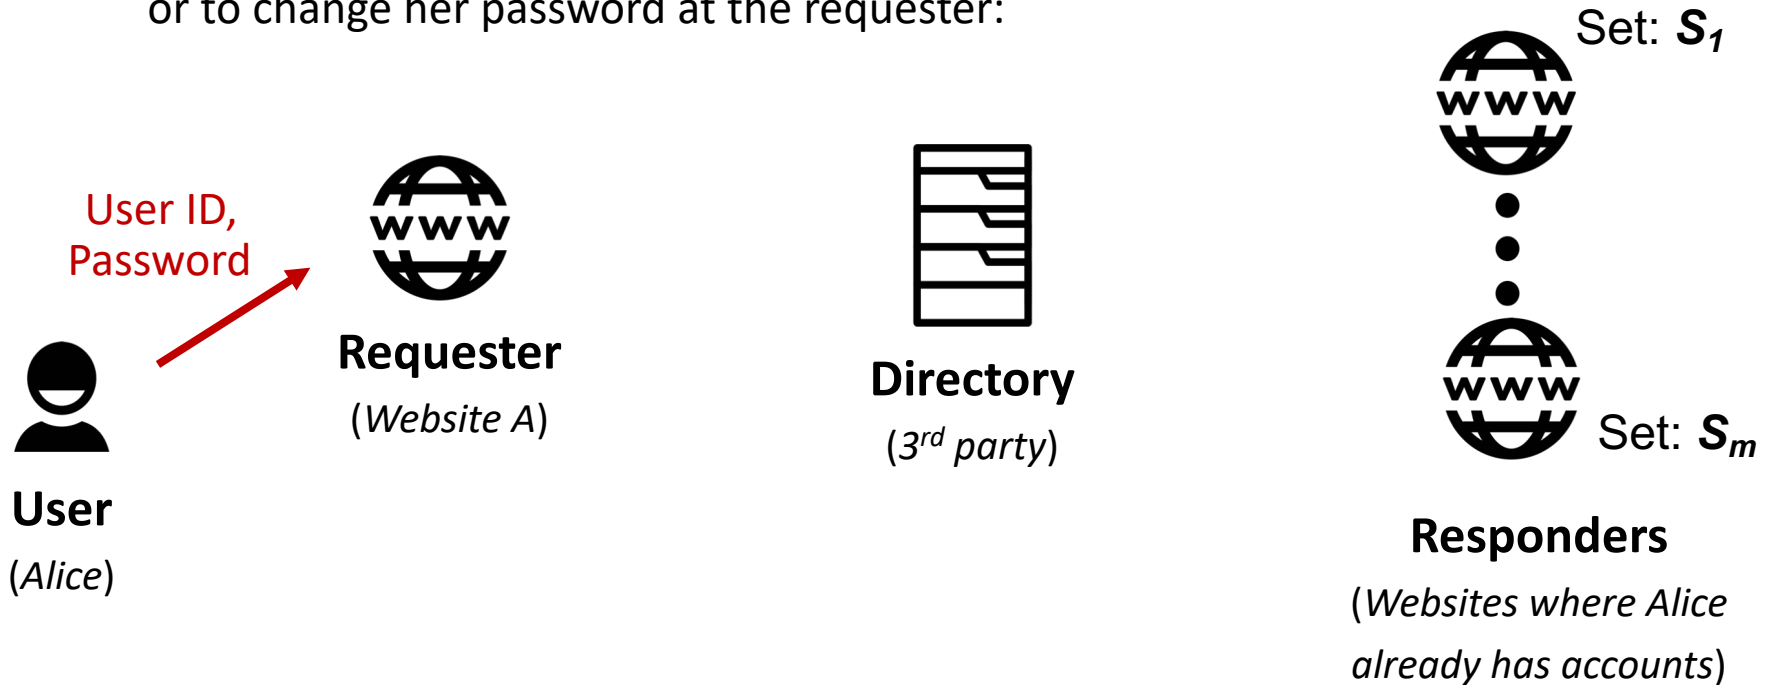 or to change her password at the requester:
Set: S1
www
User ID,
Password
www
Requester
(Website A)
Directory
(3rd party)
www
Set: Sm
User
(Alice)
Responders
(Websites where Alice
already has accounts)